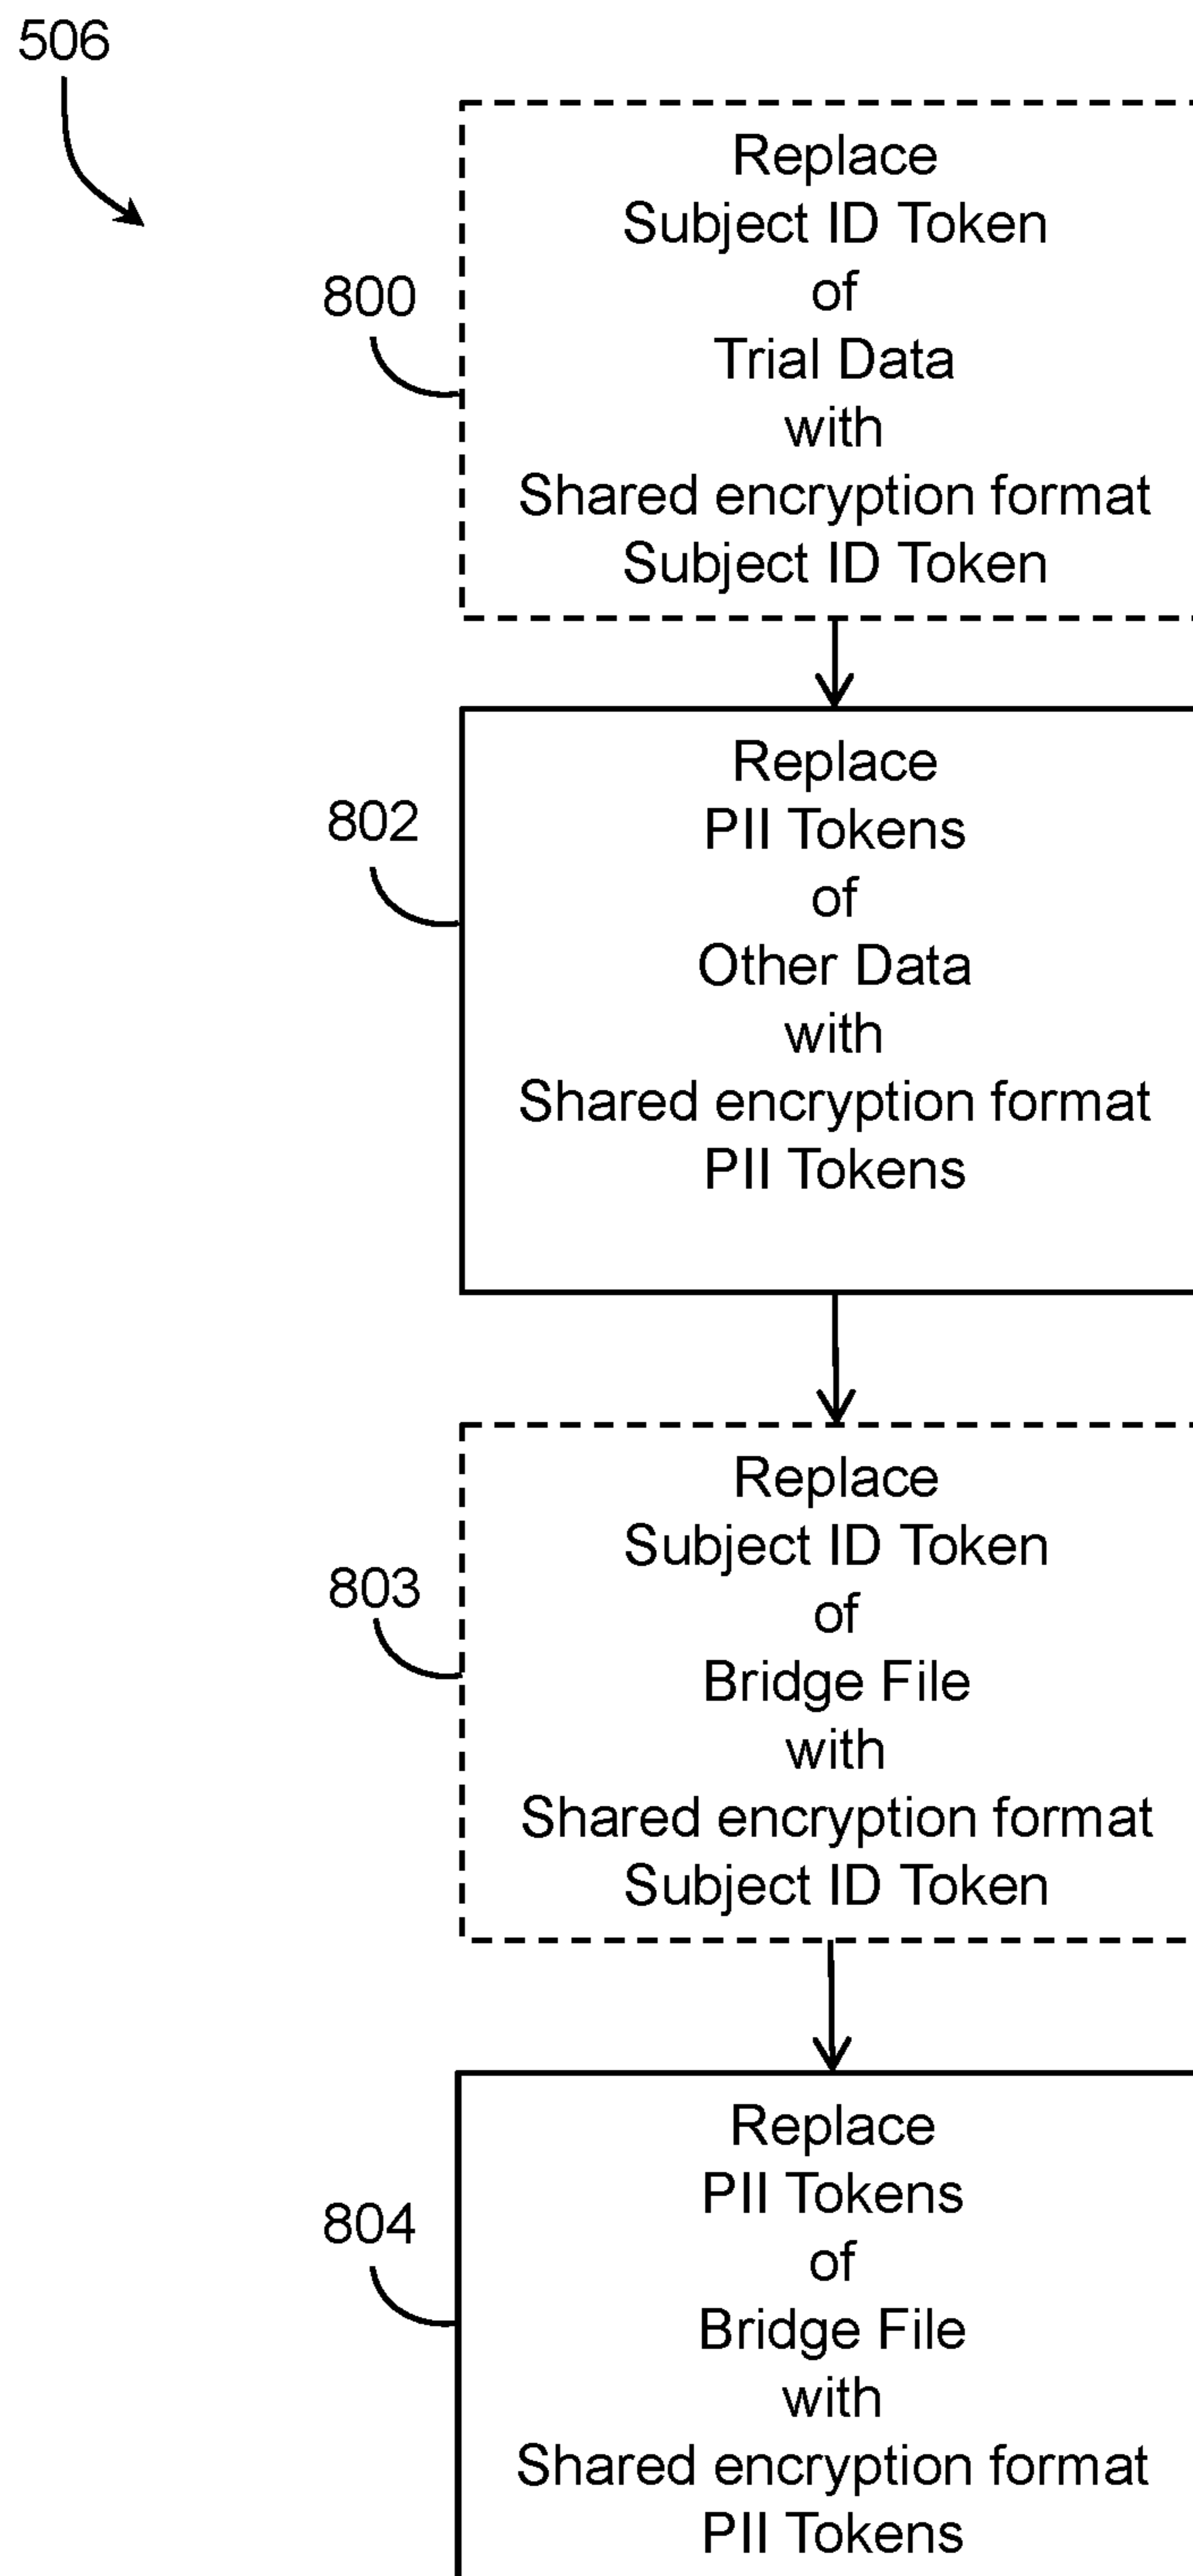 506
800
Replace
Subject ID Token
of
Trial Data
with
Shared encryption format
Subject ID Token
802
Replace
PII Tokens
of
Other Data
with
Shared encryption format
PII Tokens
803
Replace
Subject ID Token
of
Bridge File
with
Shared encryption format
Subject ID Token
804
Replace
PII Tokens
of
Bridge File
with
Shared encryption format
PII Tokens